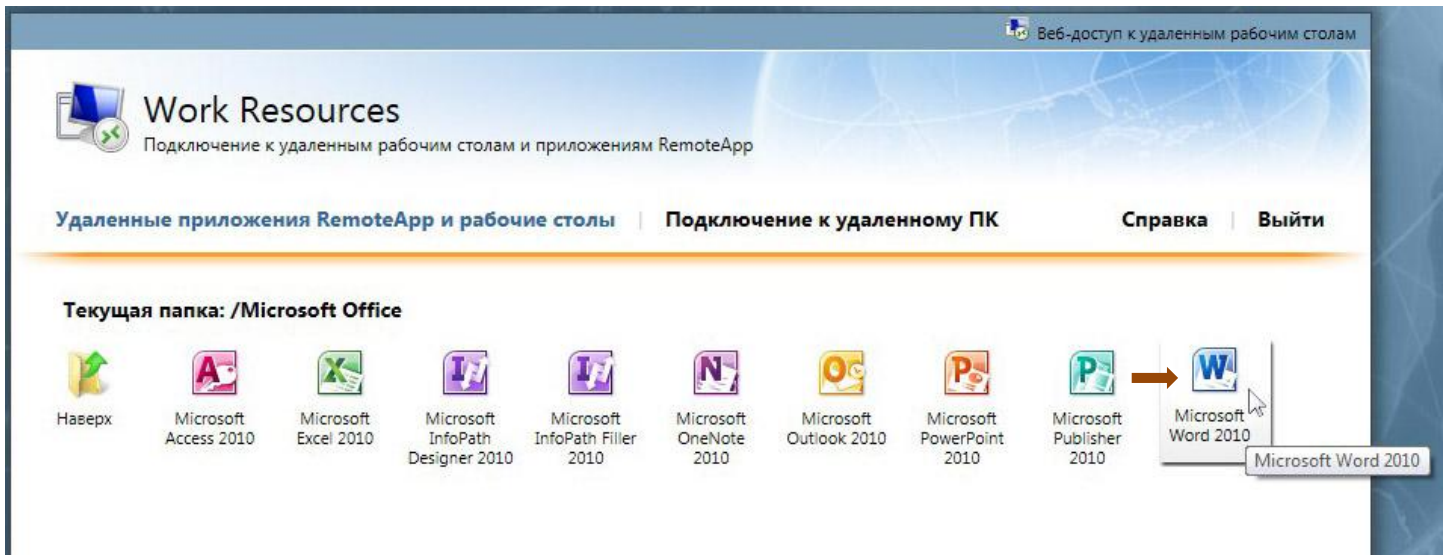 Веб-доступ к удаленным рабочим столам
Work Resources
Подключение к удаленным рабочим столам и приложениям RemoteApp
Удаленные приложения RemoteApp и рабочие столы | Подключение к удаленному ПК Справка | Выйти
Текущая папка: /Microsoft Office
Наверх
Microsoft
Access 2010
Microsoft
Excel 2010
Microsoft
InfoPath
Designer 2010
Microsoft
InfoPath Filler
2010
Microsoft
OneNote
2010
Microsoft
Outlook 2010
Microsoft
PowerPoint
2010
Microsoft
Publisher
2010
Microsoft
Word 2010
Microsoft Word 2010